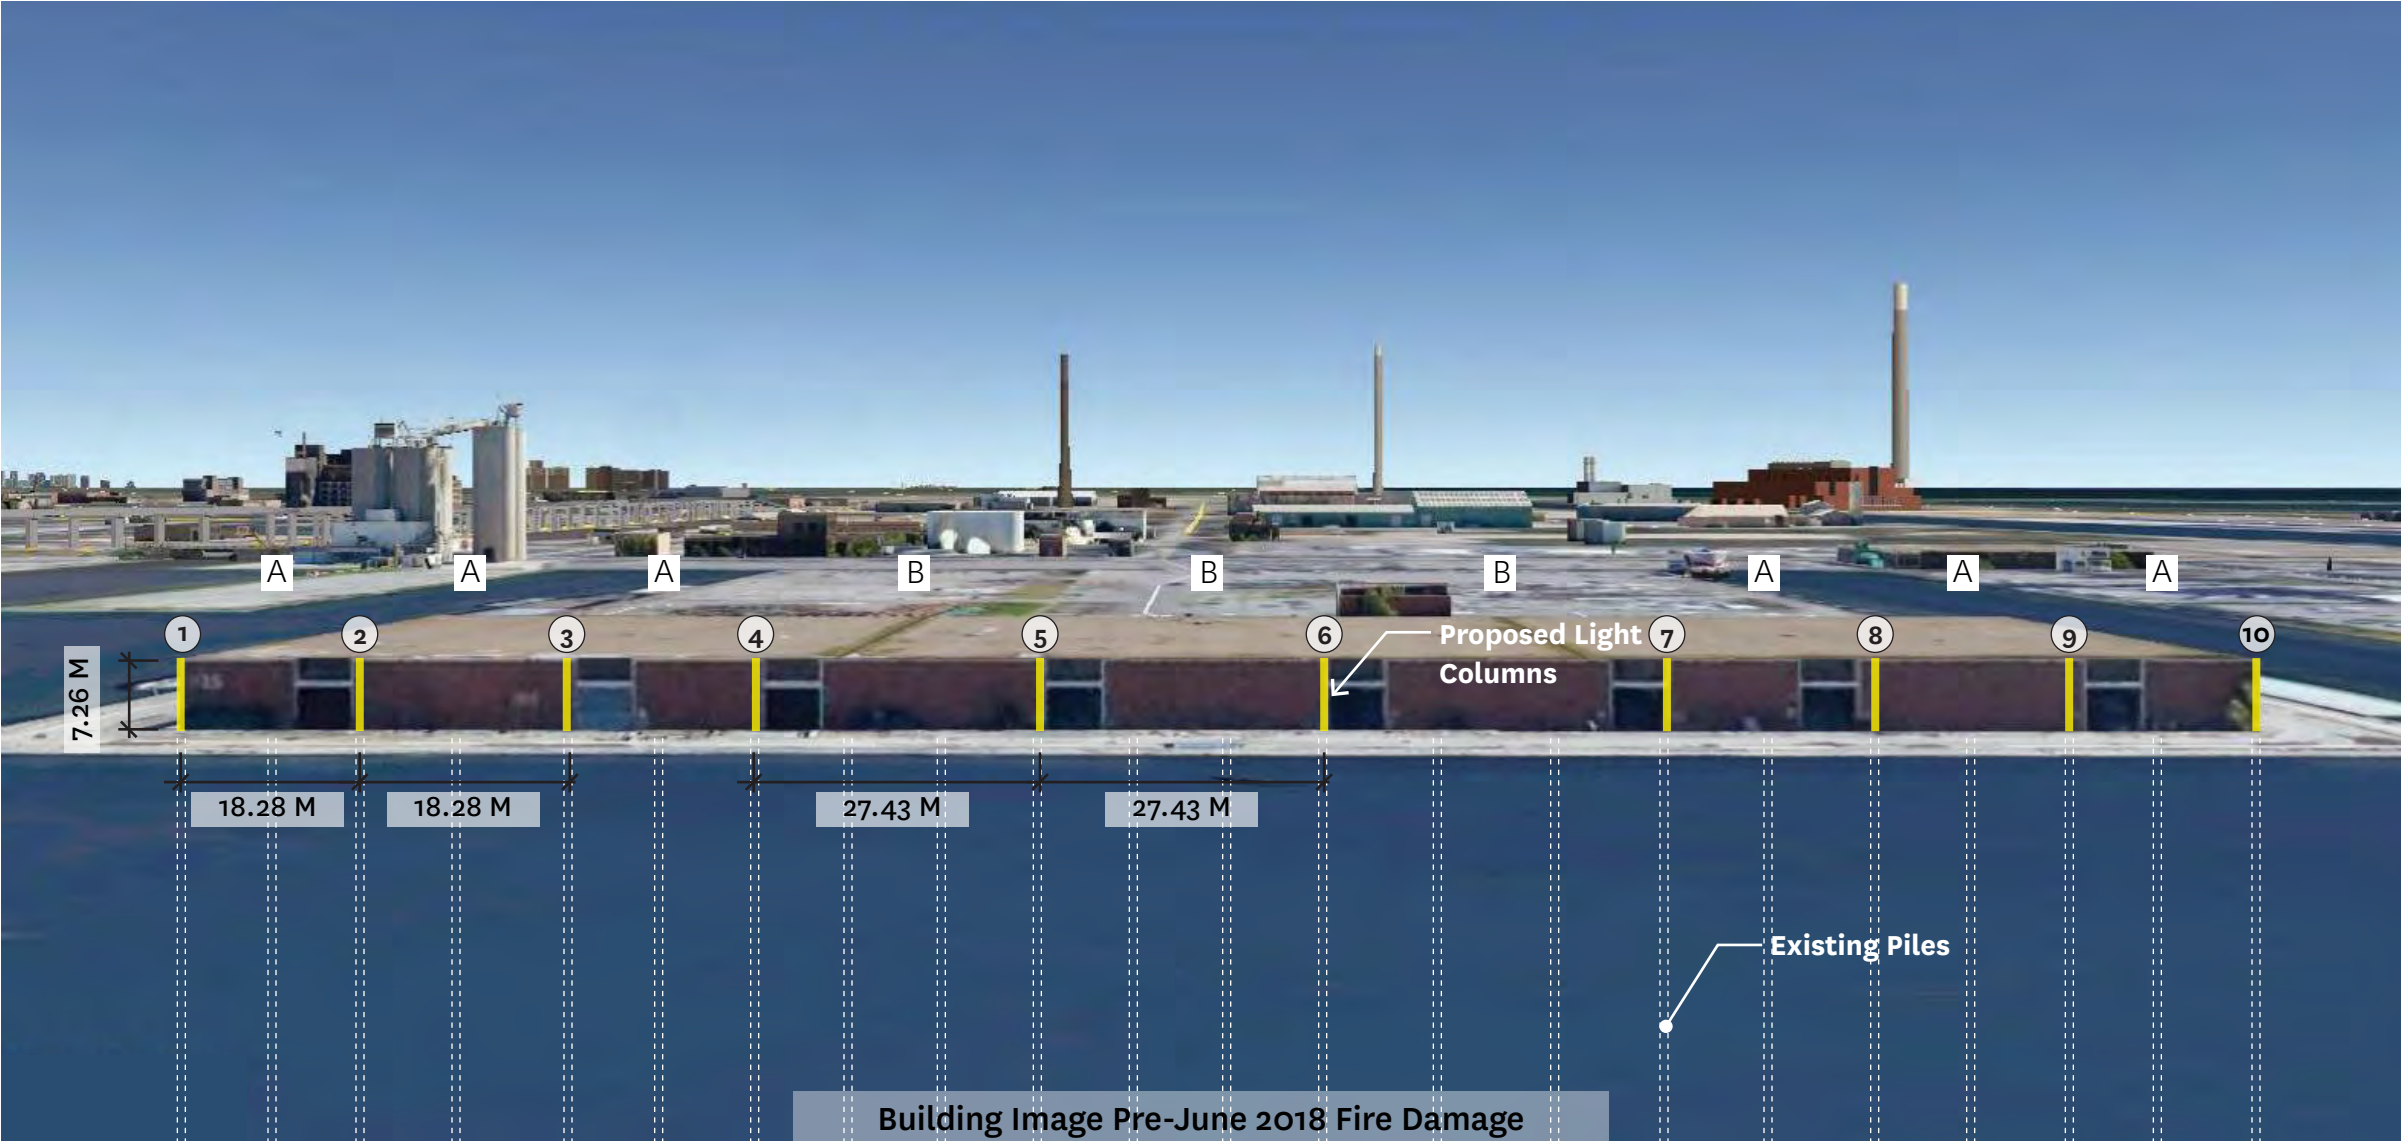 A A A B B B A A A
1 2 3 4 5 6 7 8 9 10
Proposed Light
Columns
7.26 M
18.28 M 18.28 M 27.43 M 27.43 M
Existing Piles
Building Image Pre-June 2018 Fire Damage